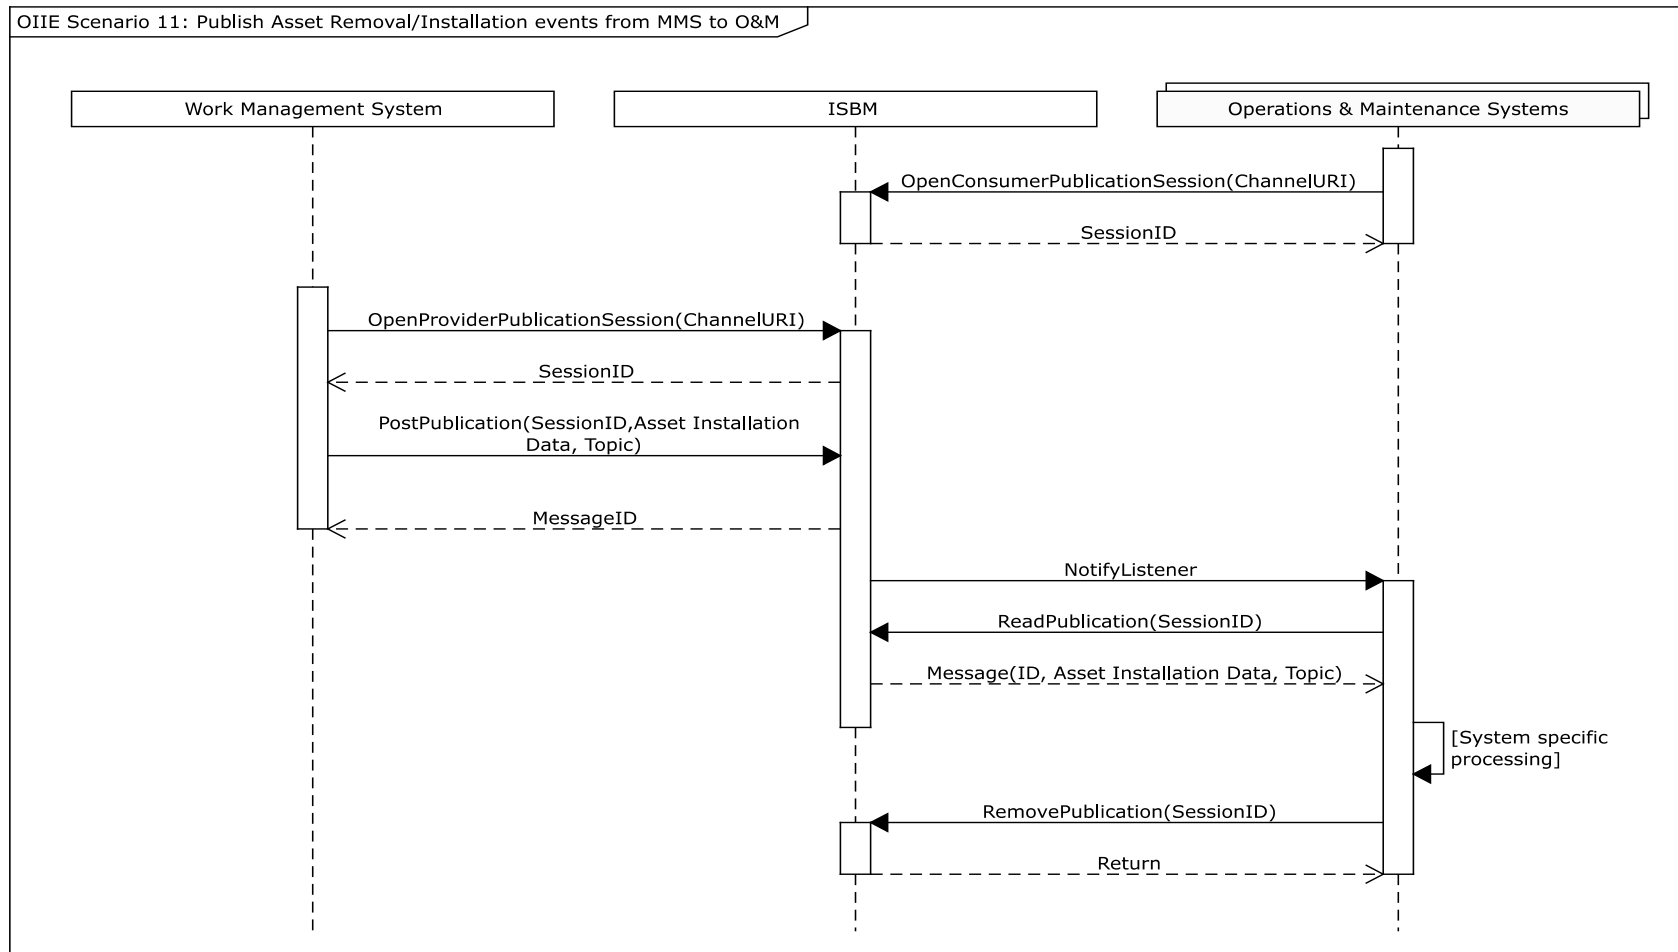 OIIE Scenario 11: Publish Asset Removal/Installation events from MMS to O&M
Work Management System
ISBM
Operations & Maintenance Systems
OpenConsumerPublicationSession(ChannelURI)
SessionID
OpenProviderPublicationSession(ChannelURI)
SessionID
PostPublication(SessionID,Asset Installation
Data, Topic)
MessageID
NotifyListener
ReadPublication(SessionID)
Message(ID, Asset Installation Data, Topic)
[System specific
processing]
RemovePublication(SessionID)
Return